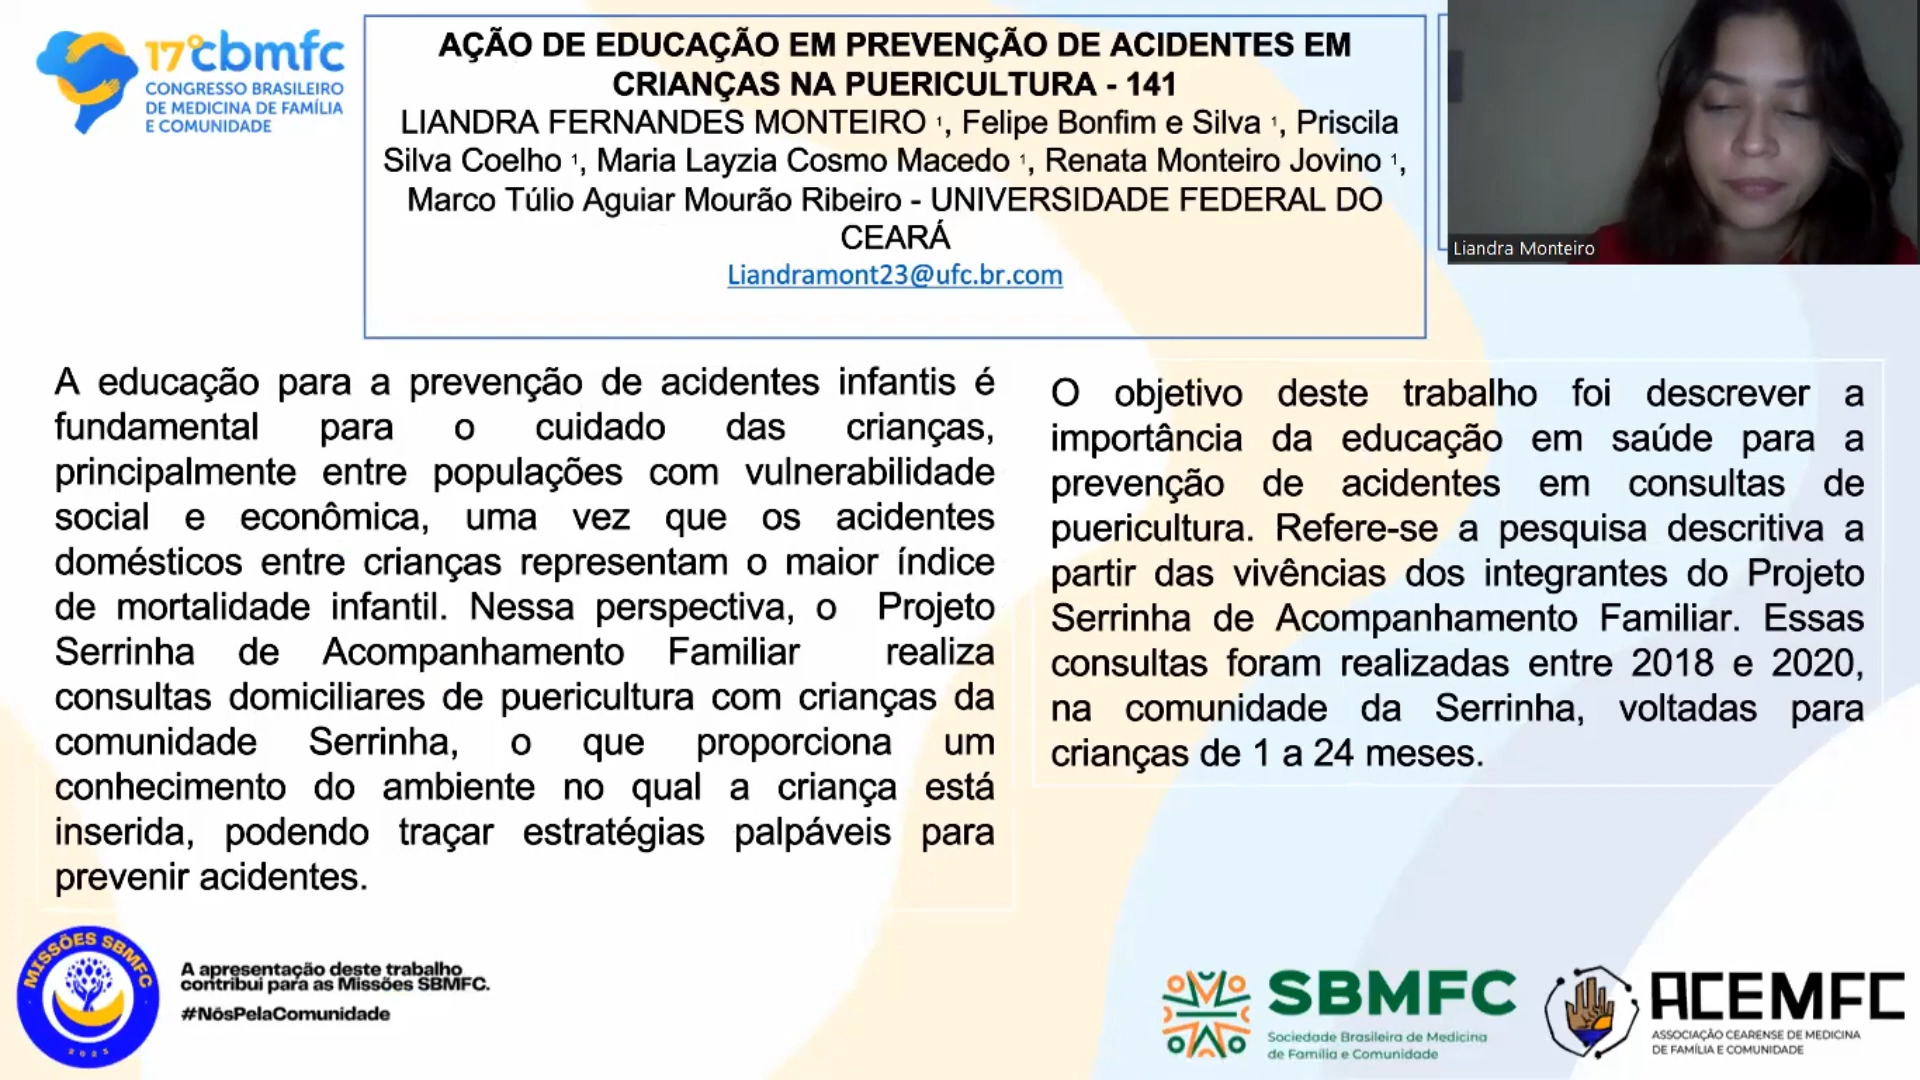 17º cbmfc
CONGRESSO BRASILEIRO
DE MEDICINA DE FAMÍLIA
E COMUNIDADE
AÇÃO DE EDUCAÇÃO EM PREVENÇÃO DE ACIDENTES EM
CRIANÇAS NA PUERICULTURA - 141
LIANDRA FERNANDES MONTEIRO ¹, Felipe Bonfim e Silva ¹, Priscila
Silva Coelho ¹, Maria Layzia Cosmo Macedo ¹, Renata Monteiro Jovino ¹,
Marco Túlio Aguiar Mourão Ribeiro - UNIVERSIDADE FEDERAL DO
CEARÁ
Liandramont23@ufc.br.com
Liandra Monteiro
A educação para a prevenção de acidentes infantis é
fundamental para o cuidado das crianças,
principalmente entre populações com vulnerabilidade
social e econômica, uma vez que os acidentes
domésticos entre crianças representam o maior índice
de mortalidade infantil. Nessa perspectiva, o Projeto
Serrinha de Acompanhamento Familiar realiza
consultas domiciliares de puericultura com crianças da
comunidade Serrinha, o que proporciona um
conhecimento do ambiente no qual a criança está
inserida, podendo traçar estratégias palpáveis para
prevenir acidentes.
O objetivo deste trabalho foi descrever a
importância da educação em saúde para a
prevenção de acidentes em consultas de
puericultura. Refere-se a pesquisa descritiva a
partir das vivências dos integrantes do Projeto
Serrinha de Acompanhamento Familiar. Essas
consultas foram realizadas entre 2018 e 2020,
na comunidade da Serrinha, voltadas para
crianças de 1 a 24 meses.
MISSÕES SBMFC
2023
A apresentação deste trabalho
contribui para as Missões SBMFC.
#NósPelaComunidade
SBMFC
Sociedade Brasileira de Medicina
de Família e Comunidade
ACEMFC
ASSOCIAÇÃO CEARENSE DE MEDICINA
DE FAMÍLIA E COMUNIDADE